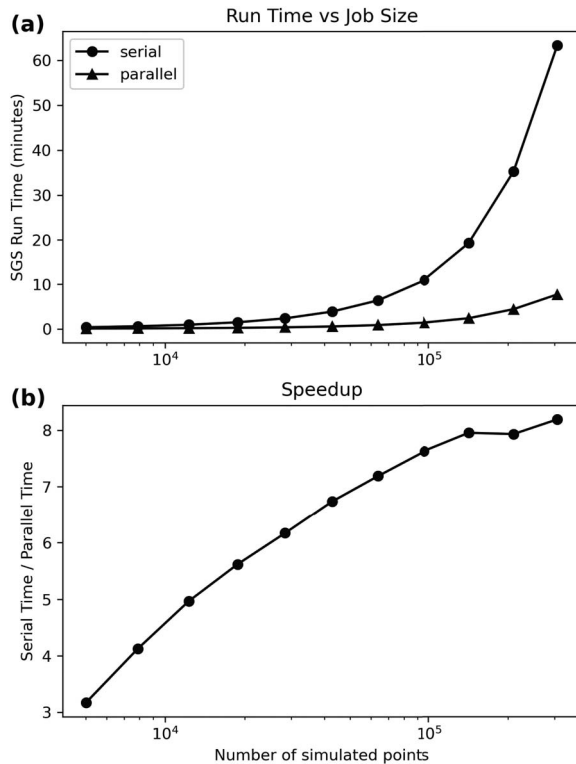 (a)
Run Time vs Job Size
serial
parallel
SGS Run Time (minutes)
60
50
40
30
20
10
0
10⁴
10⁵
(b)
Speedup
Serial Time / Parallel Time
8
7
6
5
4
3
10⁴
10⁵
Number of simulated points